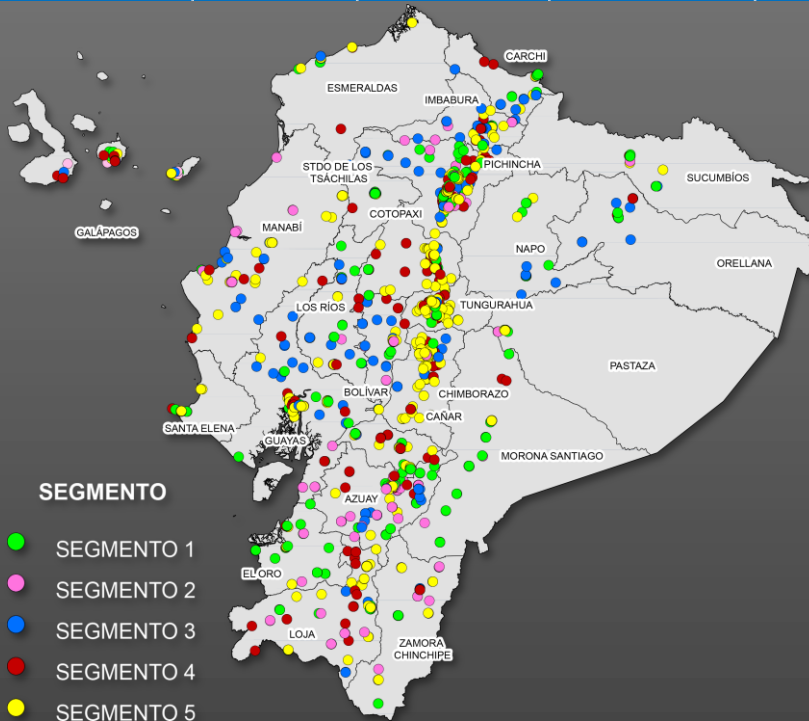 CARCHI
ESMERALDAS
IMBABURA
STDO DE LOS
TSÁCHILAS
PICHINCHA
SUCUMBÍOS
COTOPAXI
MANABÍ
GALÁPAGOS
NAPO
ORELLANA
LOS RÍOS
TUNGURAHUA
PASTAZA
BOLÍVAR
CHIMBORAZO
CAÑAR
SANTA ELENA
GUAYAS
MORONA SANTIAGO
AZUAY
EL ORO
LOJA
ZAMORA
CHINCHIPE
SEGMENTO
SEGMENTO 1
SEGMENTO 2
SEGMENTO 3
SEGMENTO 4
SEGMENTO 5